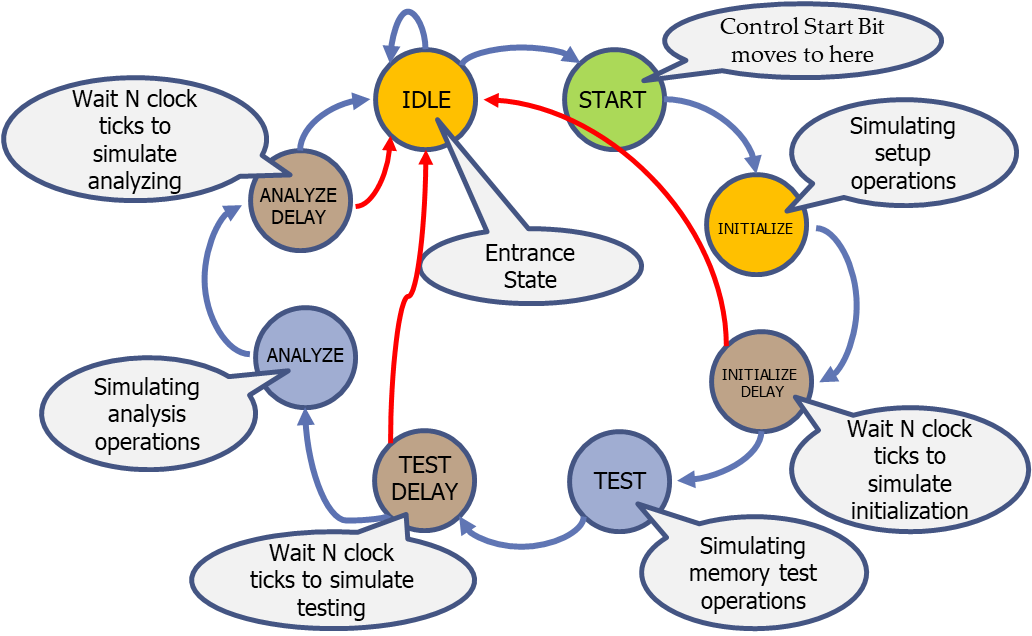 Control Start Bit
moves to here
IDLE
START
Wait N clock
ticks to
simulate
analyzing
Simulating
setup
operations
ANALYZE
DELAY
INITIALIZE
Entrance
State
ANALYZE
INITIALIZE
DELAY
Simulating
analysis
operations
Wait N clock
ticks to
simulate
initialization
TEST
DELAY
TEST
Wait N clock
ticks to simulate
testing
Simulating
memory test
operations